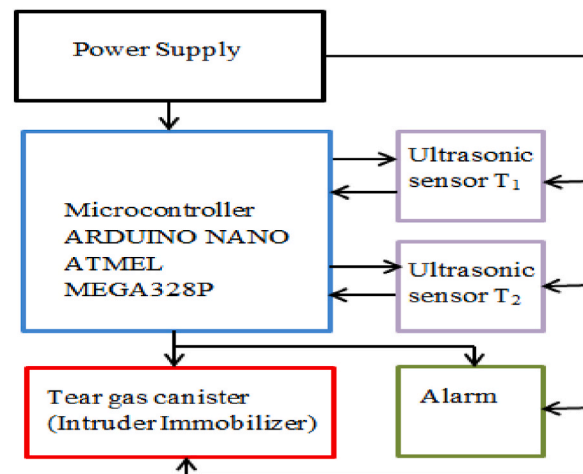 Power Supply
Microcontroller
ARDUINO NANO
ATMEL
MEGA328P
Ultrasonic
sensor T₁
Ultrasonic
sensor T₂
Tear gas canister
(Intruder Immobilizer)
Alarm